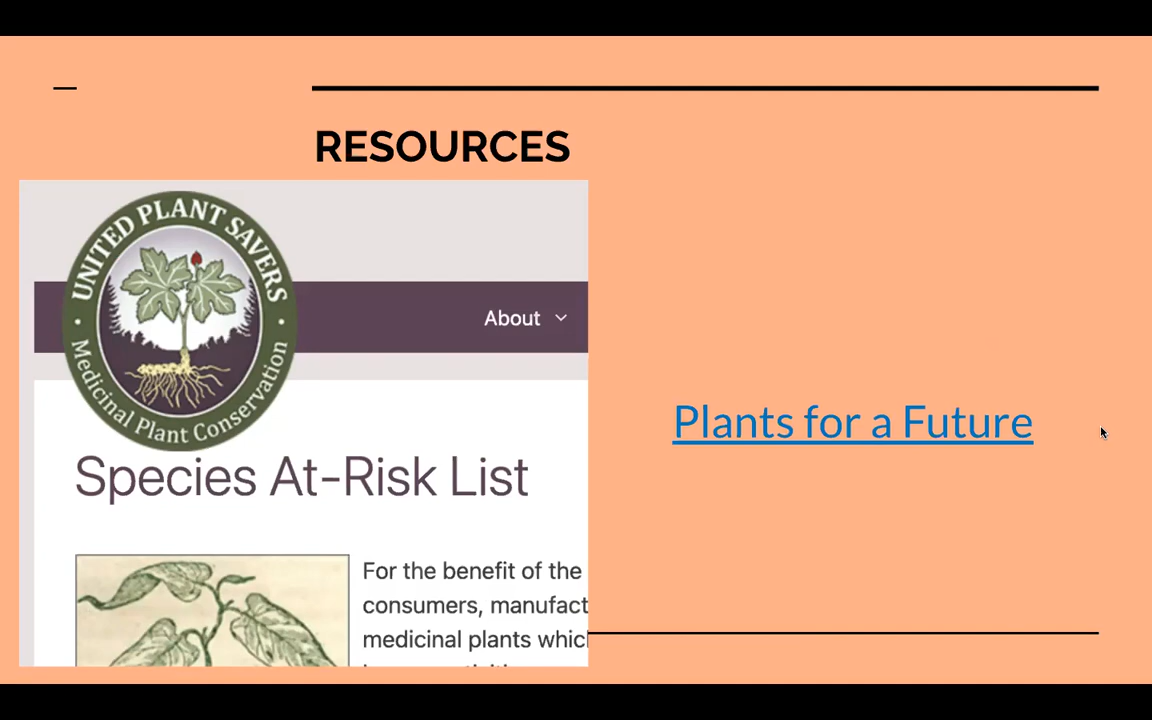 RESOURCES
UNITED PLANT SAVERS
Medicinal Plant Conservation
About
Species At-Risk List
For the benefit of the
consumers, manufact
medicinal plants whic
Plants for a Future